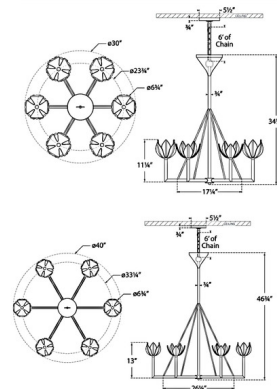 5½"
¾"
6' of
Chain
ø30"
ø23¾"
ø6¾"
¾"
34
11¼"
17¼"
5½"
¾"
6' of
Chain
ø40"
ø33¼"
ø6¾"
¾"
46¾"
13"